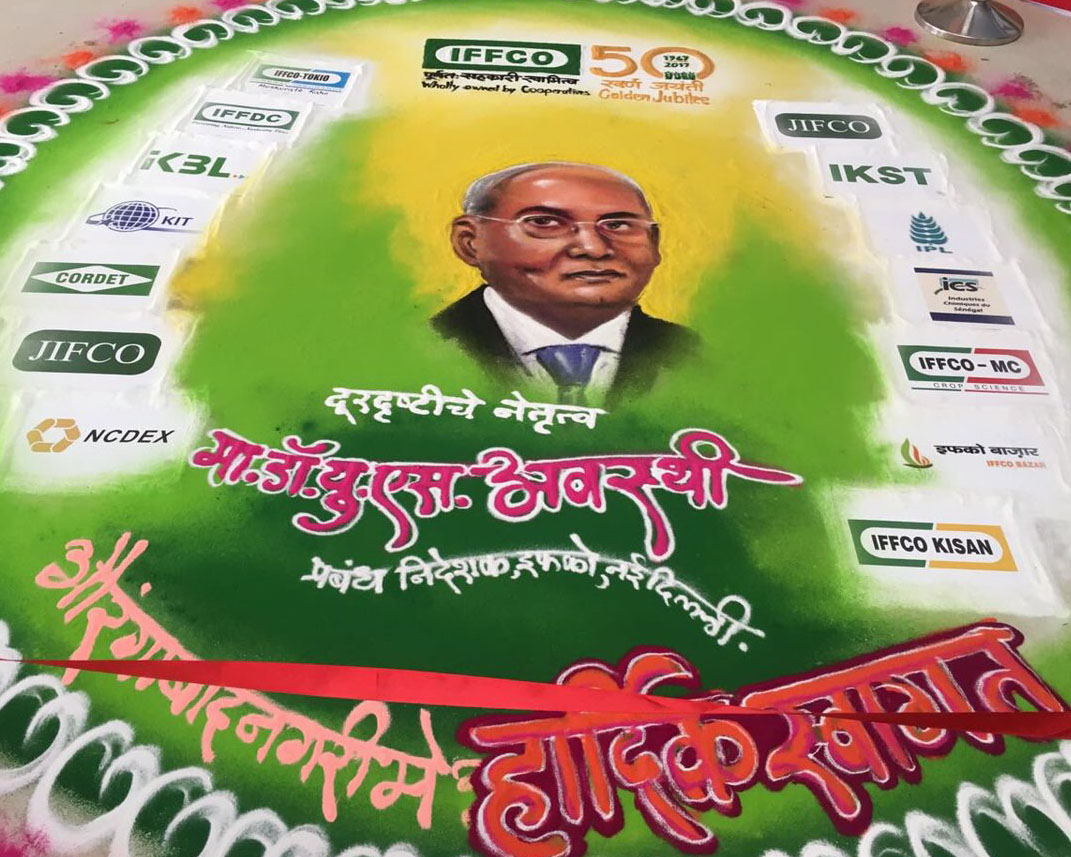 IFFCO
पूर्णतः सहकारी स्वामित्व
Wholly owned by Cooperatives
50
1967
2017
स्वर्ण जयंती
Golden Jubilee
IFFCO-TOKIO
IFFDC
iKBL
KIT
CORDET
JIFCO
NCDEX
JIFCO
IKST
IPL
ics
Industries
Chimiques du
Sénégal
IFFCO-MC
CROP SCIENCE
इफको बाज़ार
IFFCO BAZAR
IFFCO KISAN
दूरदृष्टीचे नेतृत्व
मा.डॉ.यु.एस. अवस्थी
प्रबंध निदेशक, इफको, नई दिल्ली.
औरंगाबाद नगरीमे
हार्दिक स्वागत